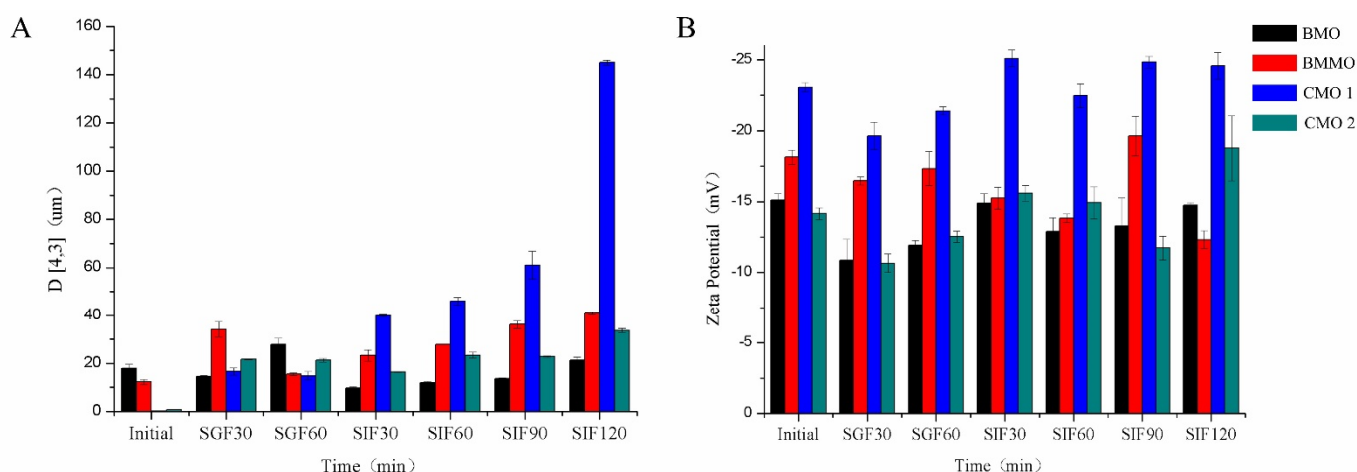 A
B
160
140
120
100
80
60
40
20
0
D [4,3]（um）
Initial SGF30 SGF60 SIF30 SIF60 SIF90 SIF120
Time（min）
-25
-20
-15
-10
-5
0
Zeta Potential（mV）
Initial SGF30 SGF60 SIF30 SIF60 SIF90 SIF120
Time（min）
BMO
BMMO
CMO 1
CMO 2